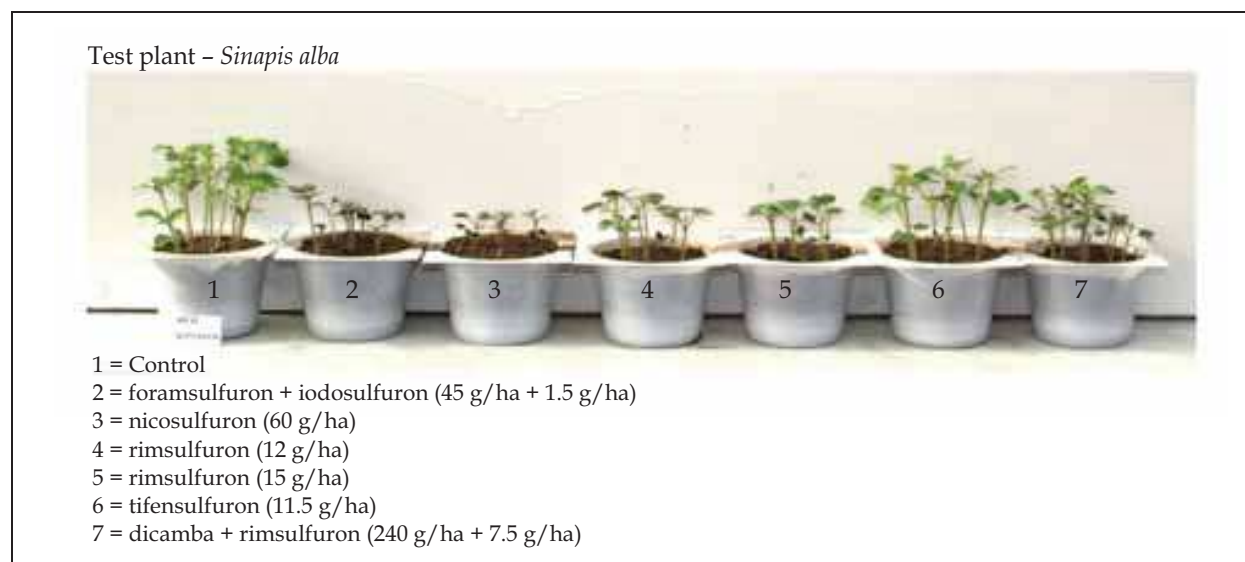 Test plant – Sinapis alba
1 2 3 4 5 6 7
1 = Control
2 = foramsulfuron + iodosulfuron (45 g/ha + 1.5 g/ha)
3 = nicosulfuron (60 g/ha)
4 = rimsulfuron (12 g/ha)
5 = rimsulfuron (15 g/ha)
6 = tifensulfuron (11.5 g/ha)
7 = dicamba + rimsulfuron (240 g/ha + 7.5 g/ha)